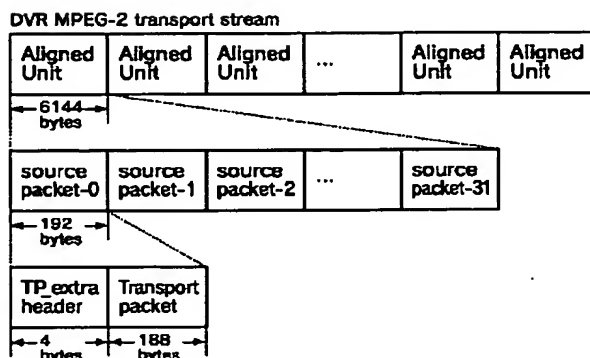 DVR MPEG-2 transport stream
Aligned Unit Aligned Unit Aligned Unit ... Aligned Unit Aligned Unit
6144 bytes
source packet-0 source packet-1 source packet-2 ... source packet-31
192 bytes
TP_extra header Transport packet
4 bytes 188 bytes